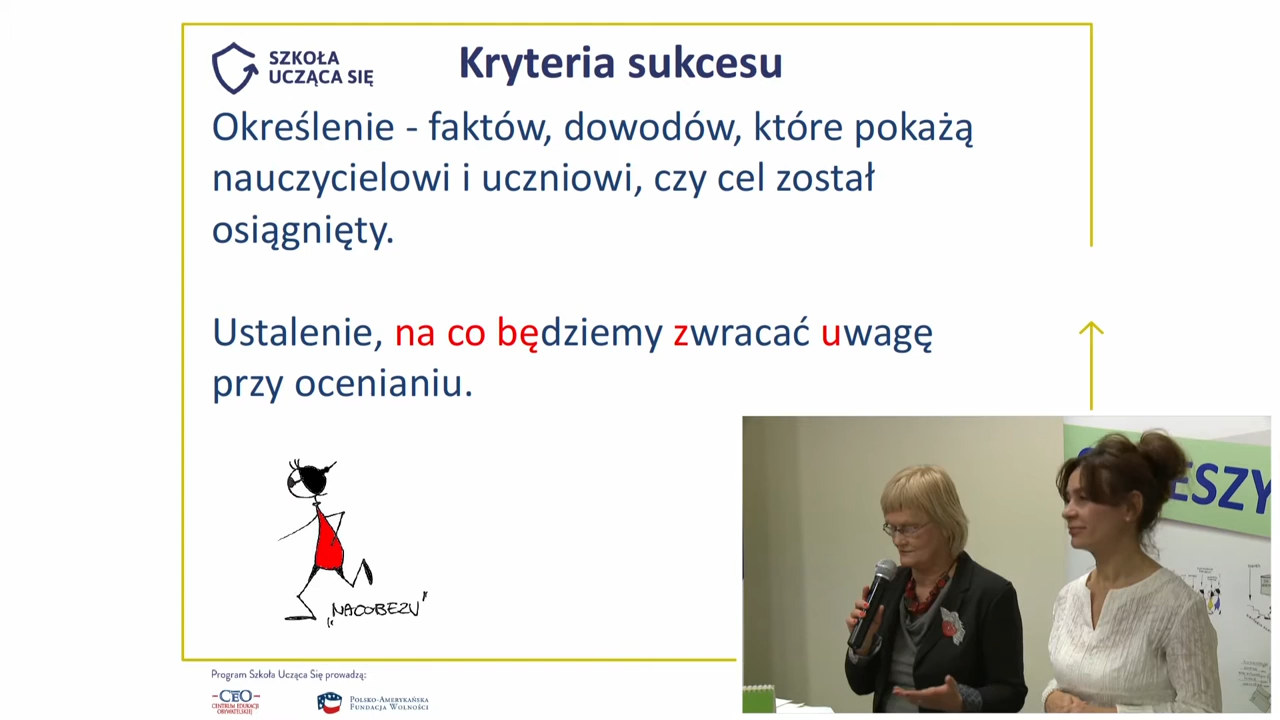 SZKOŁA
UCZĄCA SIĘ
Kryteria sukcesu
Określenie - faktów, dowodów, które pokażą
nauczycielowi i uczniowi, czy cel został
osiągnięty.
Ustalenie, na co będziemy zwracać uwagę
przy ocenianiu.
„NACOBEZU”
Program Szkoła Ucząca Się prowadzą:
CEO
CENTRUM EDUKACJI
OBYWATELSKIEJ
POLSKO-AMERYKAŃSKA
FUNDACJA WOLNOŚCI